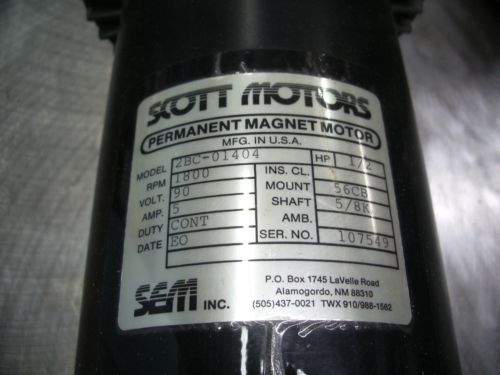 SCOTT MOTORS
PERMANENT MAGNET MOTOR
MFG. IN U.S.A.
MODEL 2BC-01404 HP 1/2
RPM 1800 INS. CL.
VOLT. 90 MOUNT 56CE
AMP. 5 SHAFT 5/8K
DUTY CONT AMB.
DATE EO SER. NO. 107549
SEM INC.
P.O. Box 1745 LaVelle Road
Alamogordo, NM 88310
(505)437-0021 TWX 910/988-1562